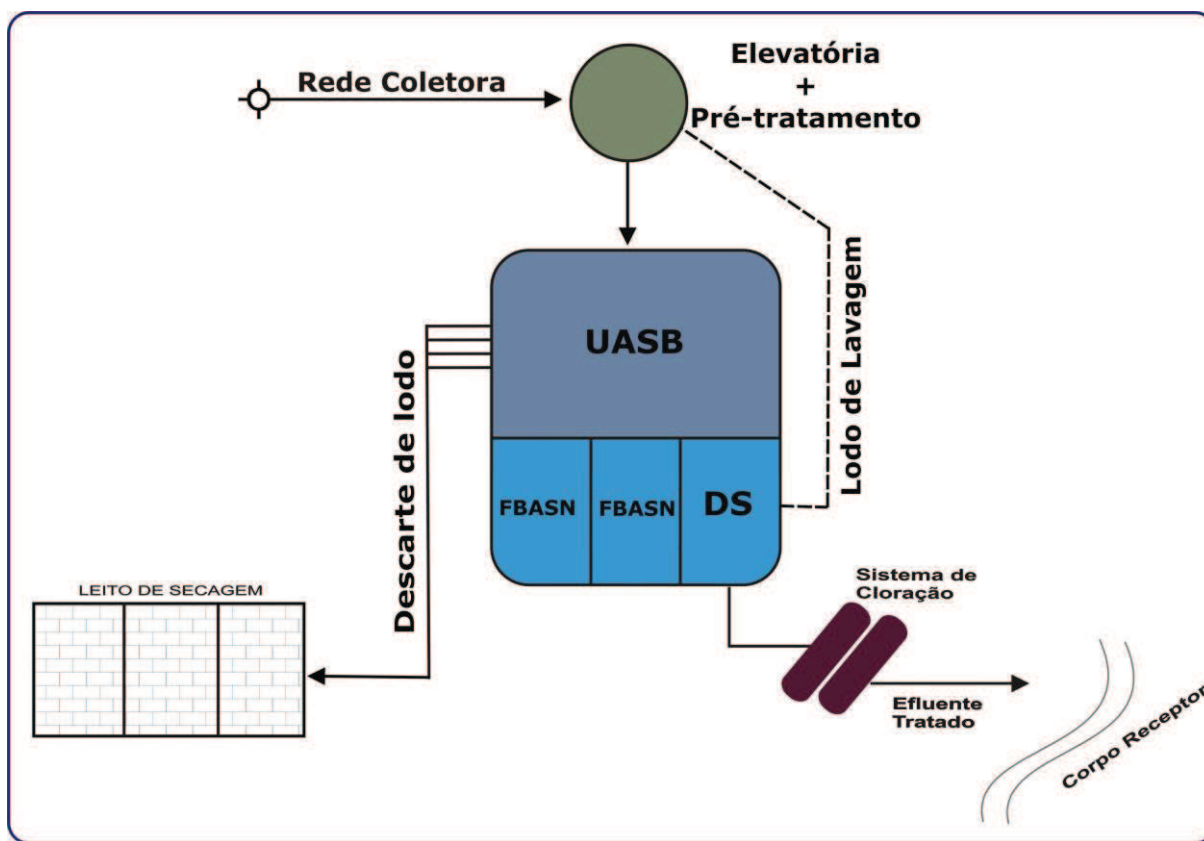 Rede Coletora
Elevatória
+
Pré-tratamento
UASB
Lodo de Lavagem
Descarte de lodo
FBASN
FBASN
DS
LEITO DE SECAGEM
Sistema de
Cloração
Efluente
Tratado
Corpo Receptor